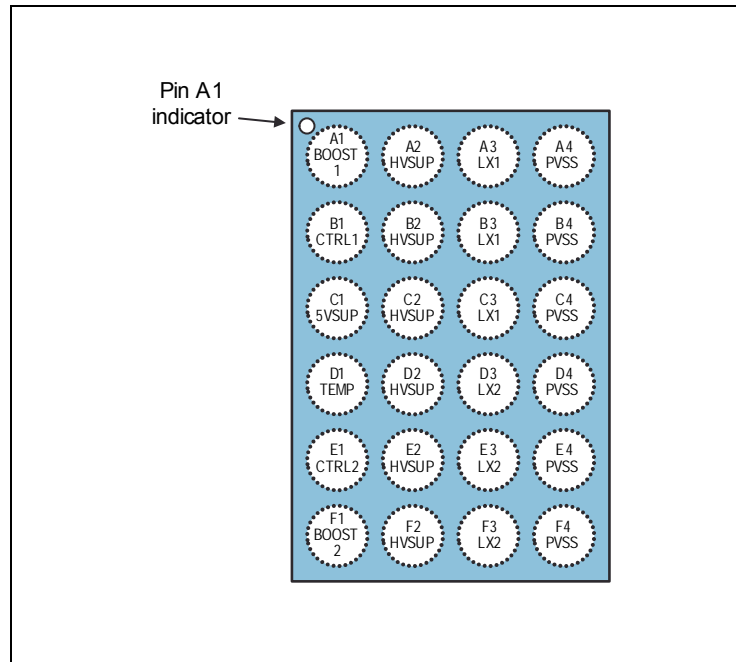 Pin A1
indicator
A1
BOOST
1
A2
HVSUP
A3
LX1
A4
PVSS
B1
CTRL1
B2
HVSUP
B3
LX1
B4
PVSS
C1
5VSUP
C2
HVSUP
C3
LX1
C4
PVSS
D1
TEMP
D2
HVSUP
D3
LX2
D4
PVSS
E1
CTRL2
E2
HVSUP
E3
LX2
E4
PVSS
F1
BOOST
2
F2
HVSUP
F3
LX2
F4
PVSS